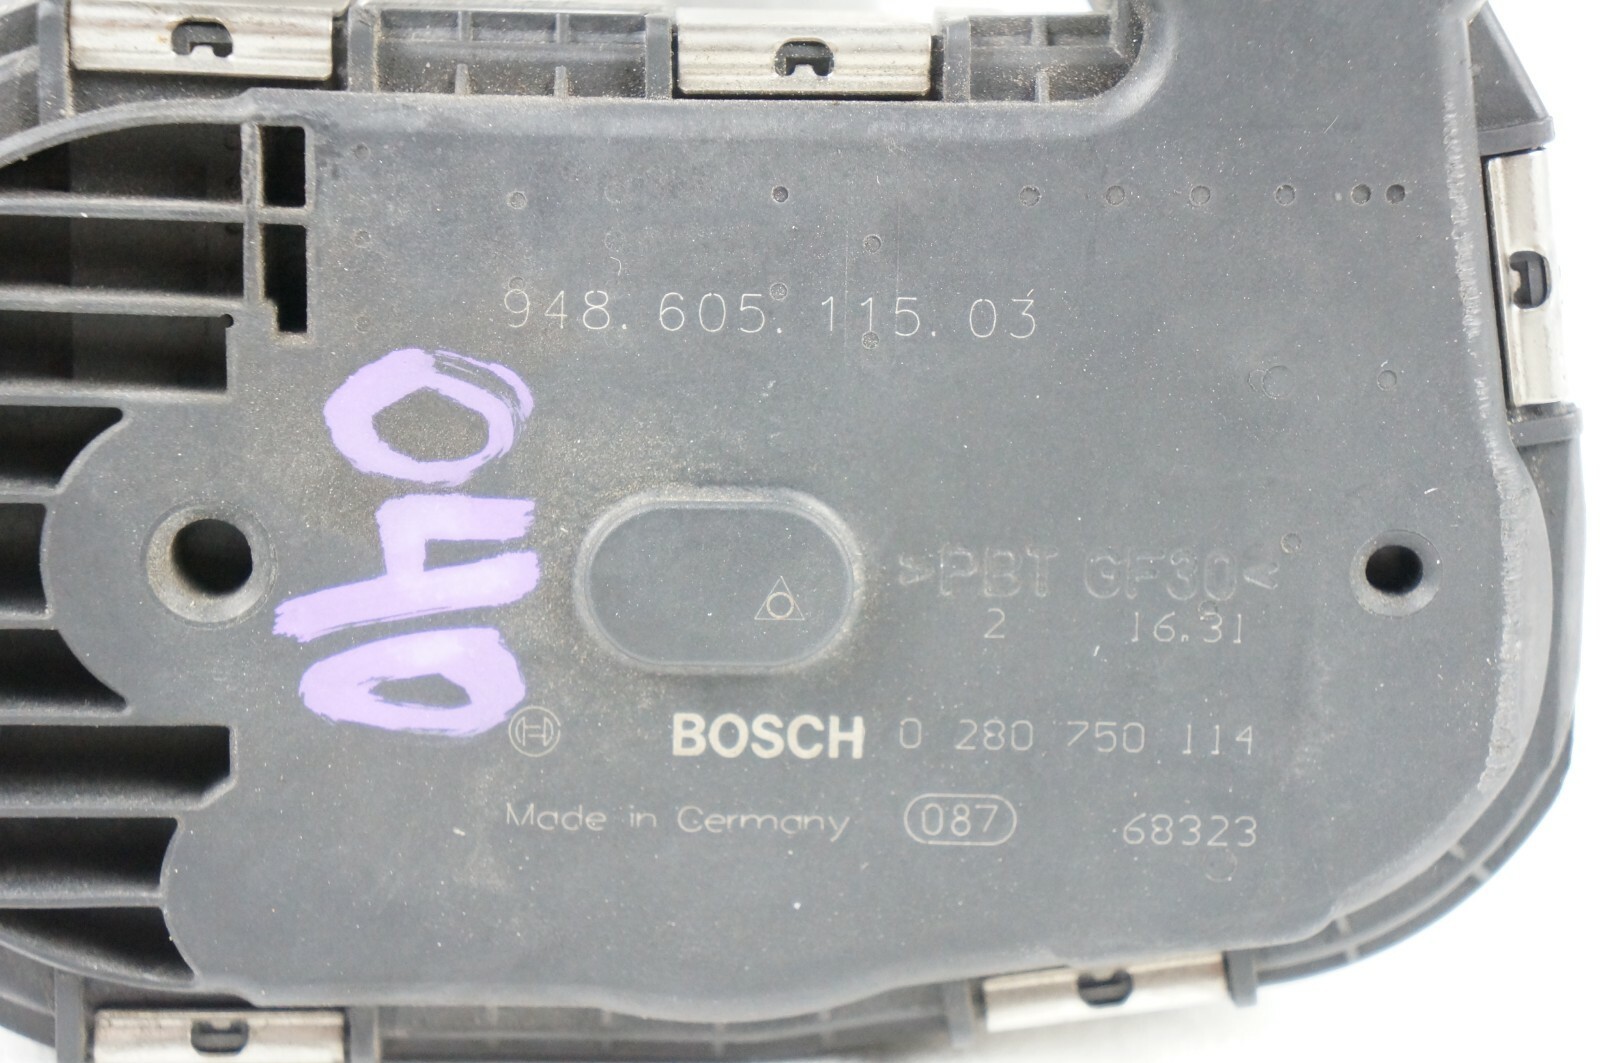 948. 605. 115. 03
040
>PBT GF30<
2 16.31
BOSCH 0 280 750 114
Made in Germany 087 68323